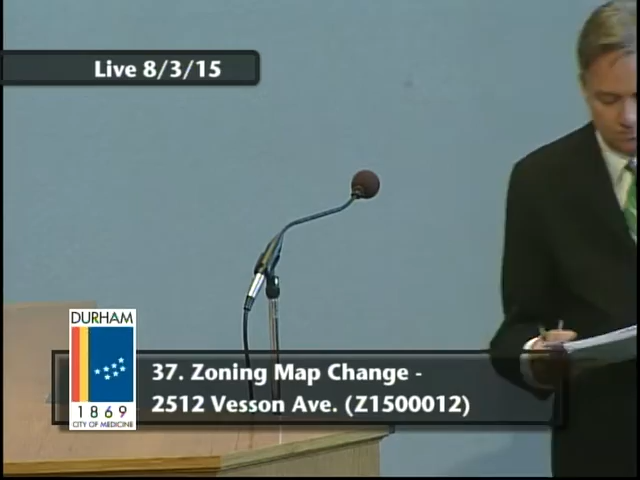 Live 8/3/15
DURHAM
1869
CITY OF MEDICINE
37. Zoning Map Change -
2512 Vesson Ave. (Z1500012)